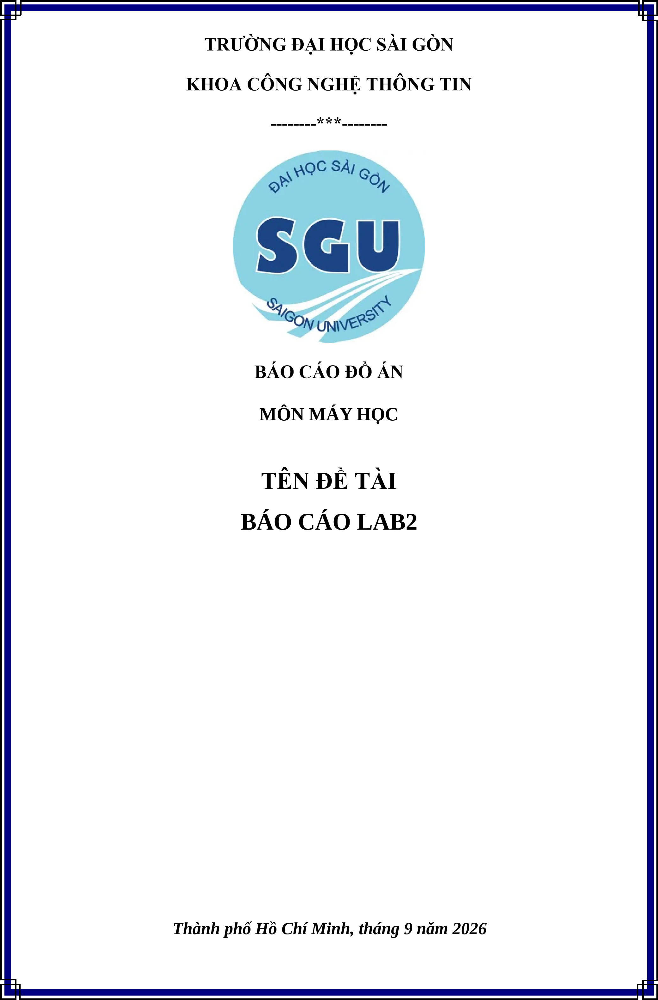 TRƯỜNG ĐẠI HỌC SÀI GÒN
KHOA CÔNG NGHỆ THÔNG TIN
--------***--------
ĐẠI HỌC SÀI GÒN
SGU
SAIGON UNIVERSITY
BÁO CÁO ĐỒ ÁN
MÔN MÁY HỌC
TÊN ĐỀ TÀI
BÁO CÁO LAB2
Thành phố Hồ Chí Minh, tháng 9 năm 2026